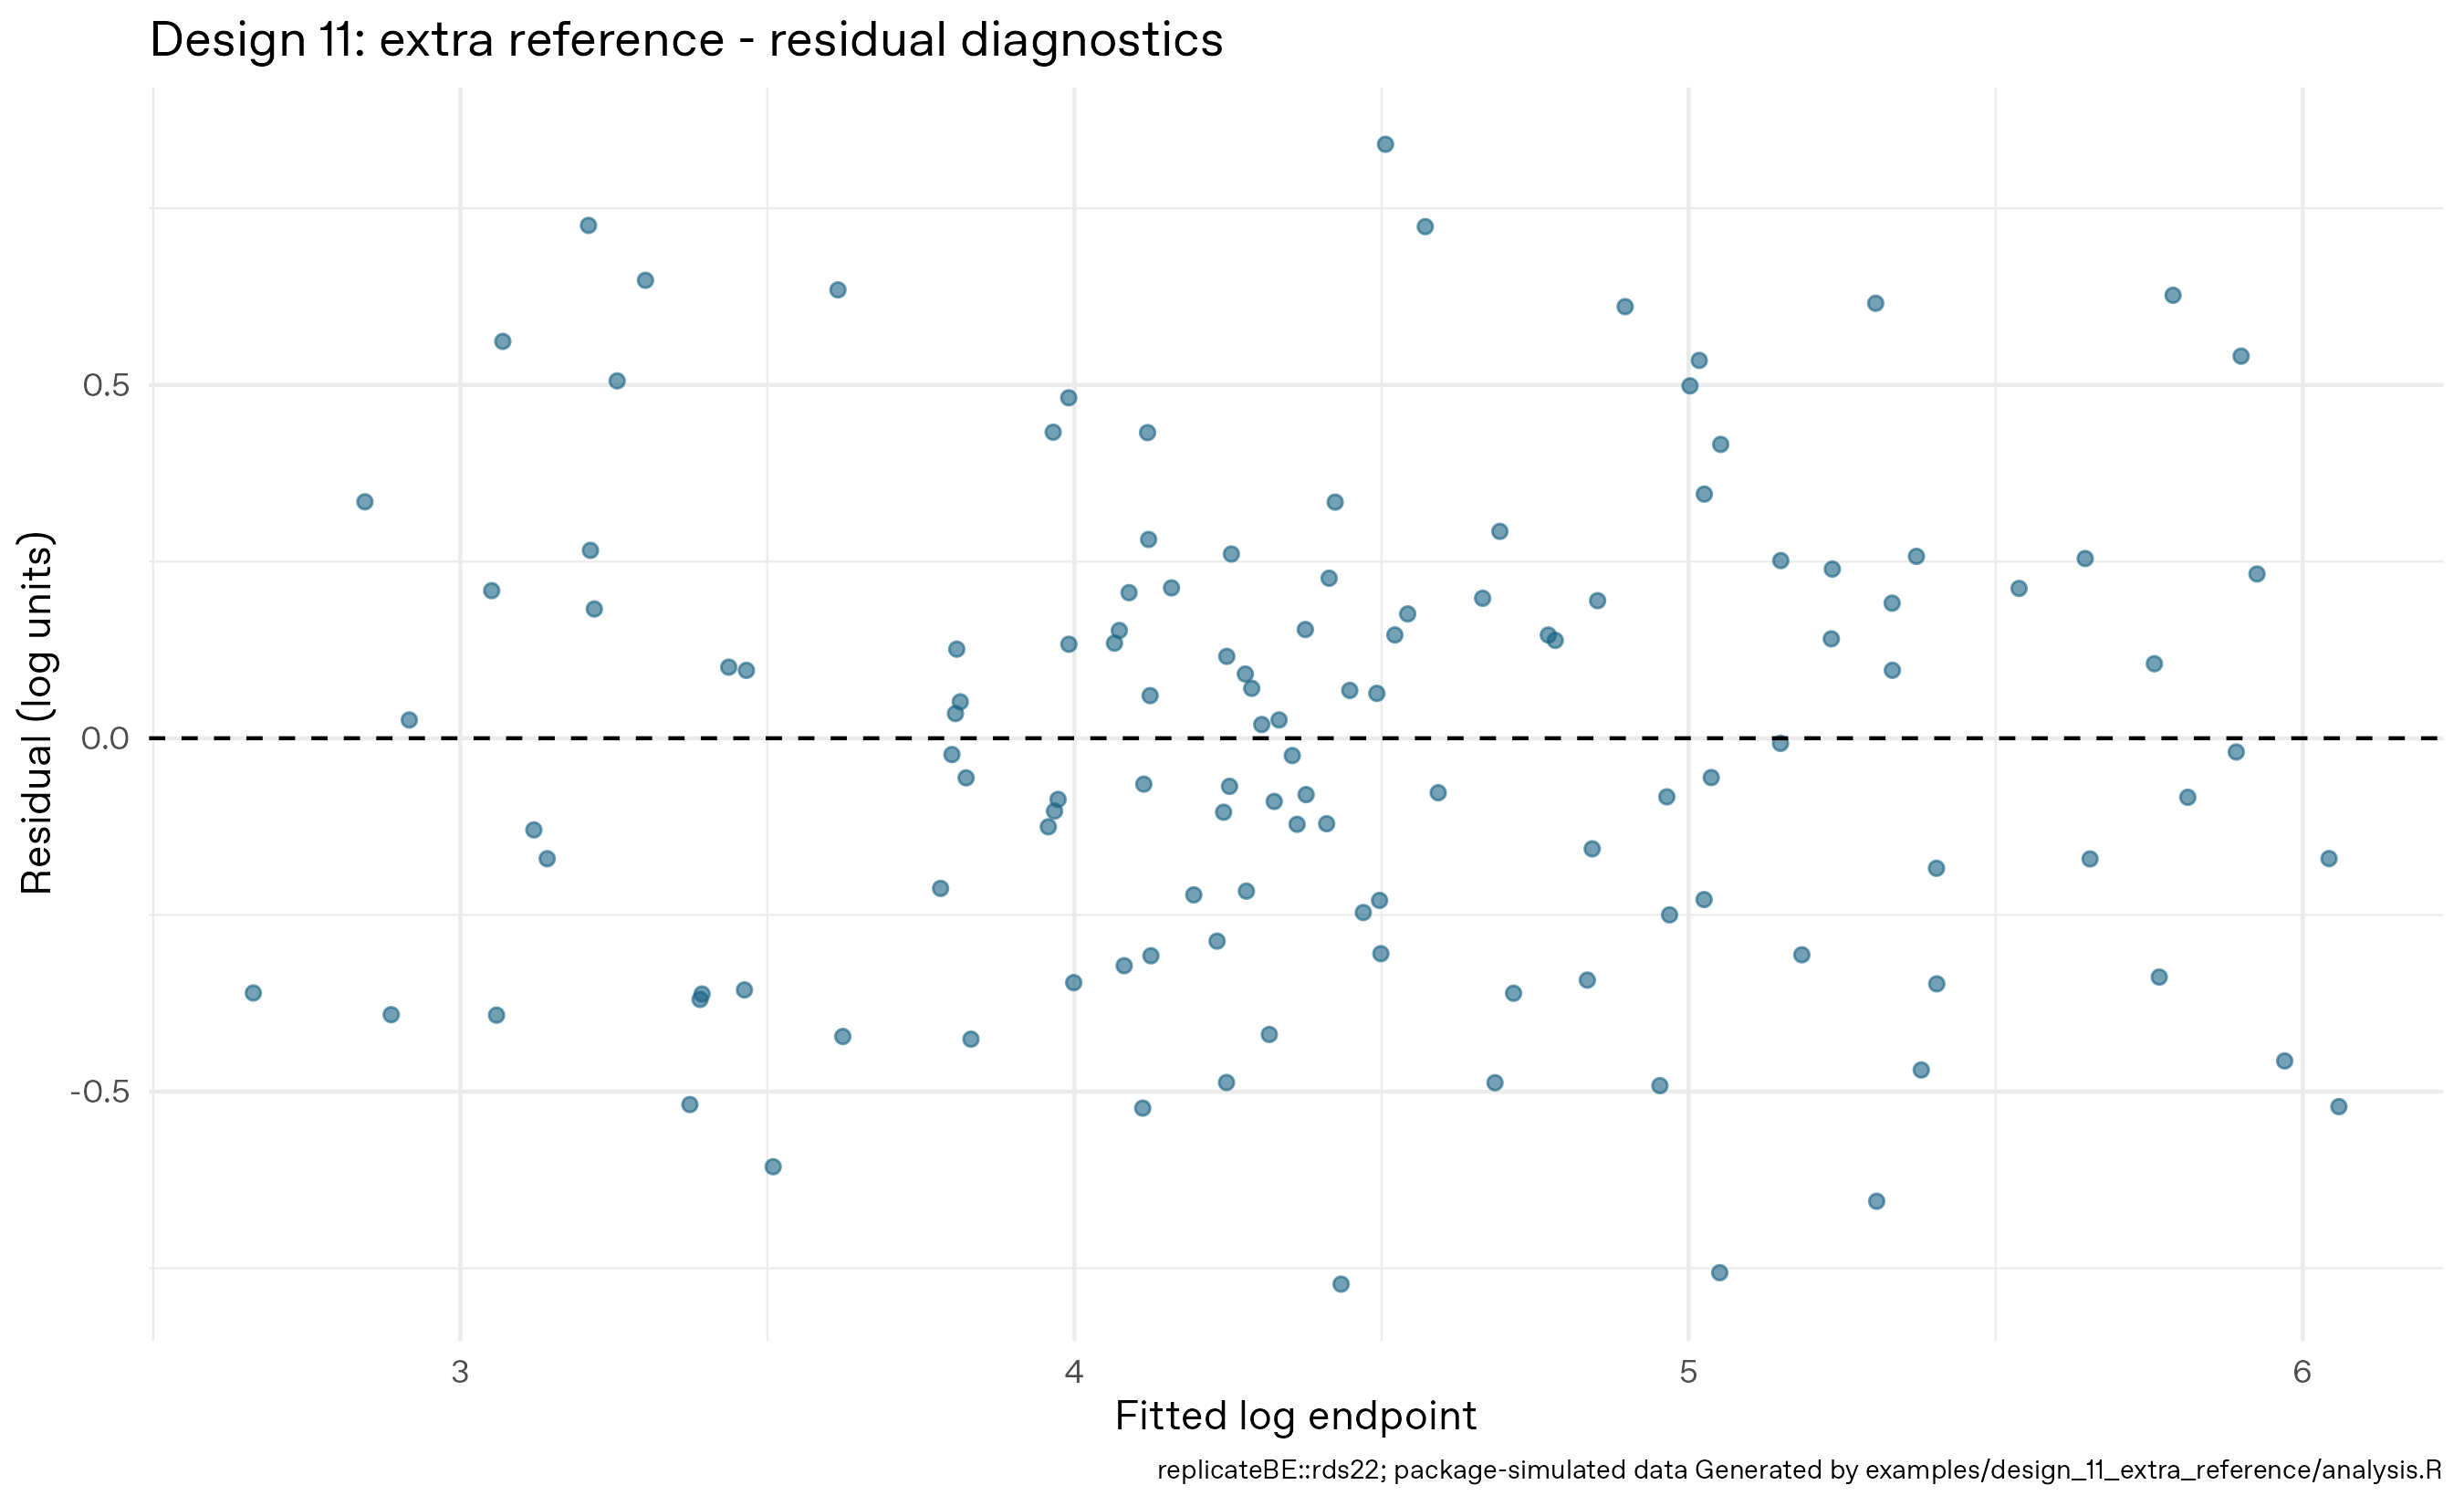 Design 11: extra reference - residual diagnostics
Residual (log units)
0.5
0.0
-0.5
3
4
5
6
Fitted log endpoint
replicateBE::rds22; package-simulated data Generated by examples/design_11_extra_reference/analysis.R